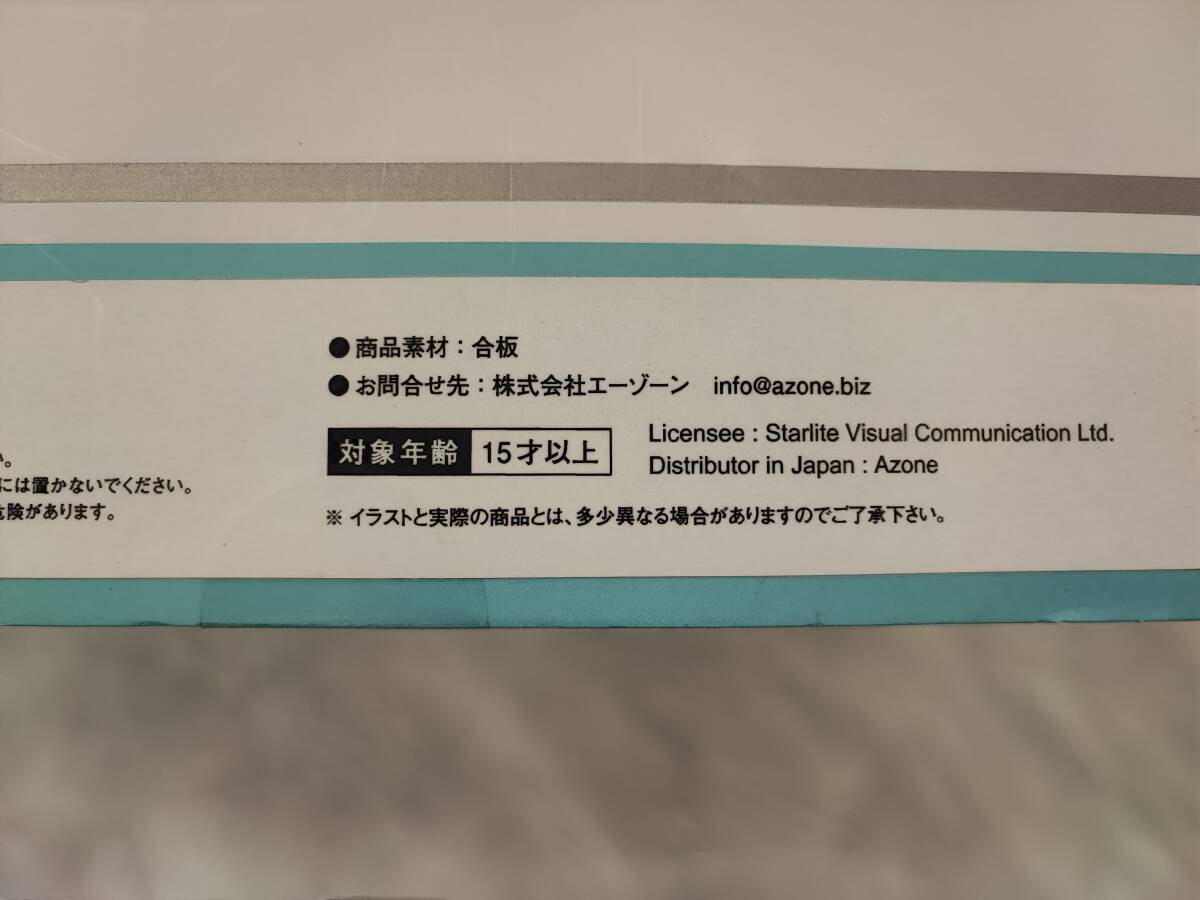 い。
には置かないでください。
危険があります。
●商品素材：合板
●お問合せ先：株式会社エーゾーン info@azone.biz
対象年齢 15才以上
Licensee : Starlite Visual Communication Ltd.
Distributor in Japan : Azone
※ イラストと実際の商品とは、多少異なる場合がありますのでご了承下さい。